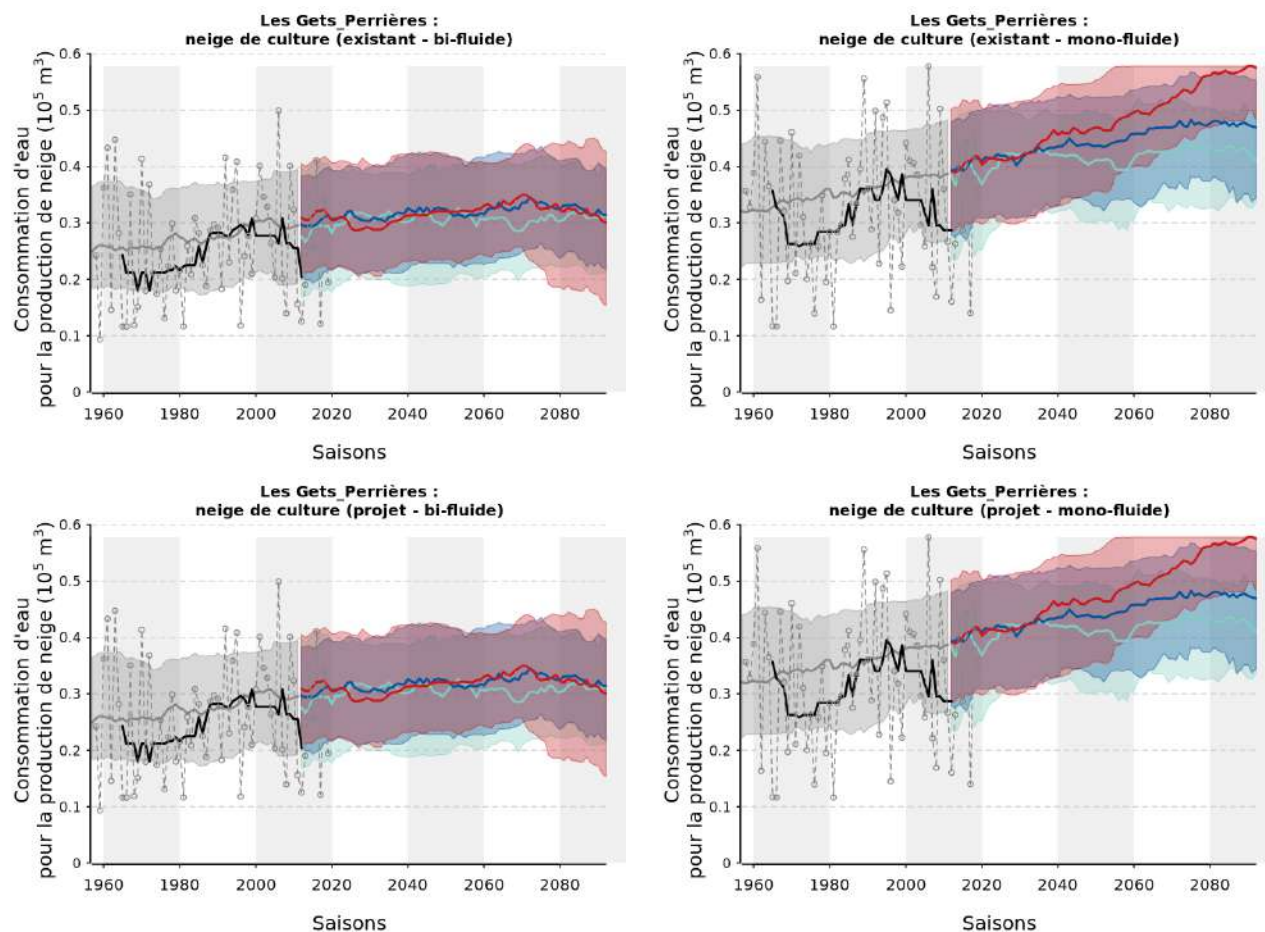 Les Gets_Perrières :
neige de culture (existant - bi-fluide)
Consommation d'eau
pour la production de neige (10⁵ m³)
0.6
0.5
0.4
0.3
0.2
0.1
0
1960 1980 2000 2020 2040 2060 2080
Saisons
Les Gets_Perrières :
neige de culture (existant - mono-fluide)
Consommation d'eau
pour la production de neige (10⁵ m³)
0.6
0.5
0.4
0.3
0.2
0.1
0
1960 1980 2000 2020 2040 2060 2080
Saisons
Les Gets_Perrières :
neige de culture (projet - bi-fluide)
Consommation d'eau
pour la production de neige (10⁵ m³)
0.6
0.5
0.4
0.3
0.2
0.1
0
1960 1980 2000 2020 2040 2060 2080
Saisons
Les Gets_Perrières :
neige de culture (projet - mono-fluide)
Consommation d'eau
pour la production de neige (10⁵ m³)
0.6
0.5
0.4
0.3
0.2
0.1
0
1960 1980 2000 2020 2040 2060 2080
Saisons